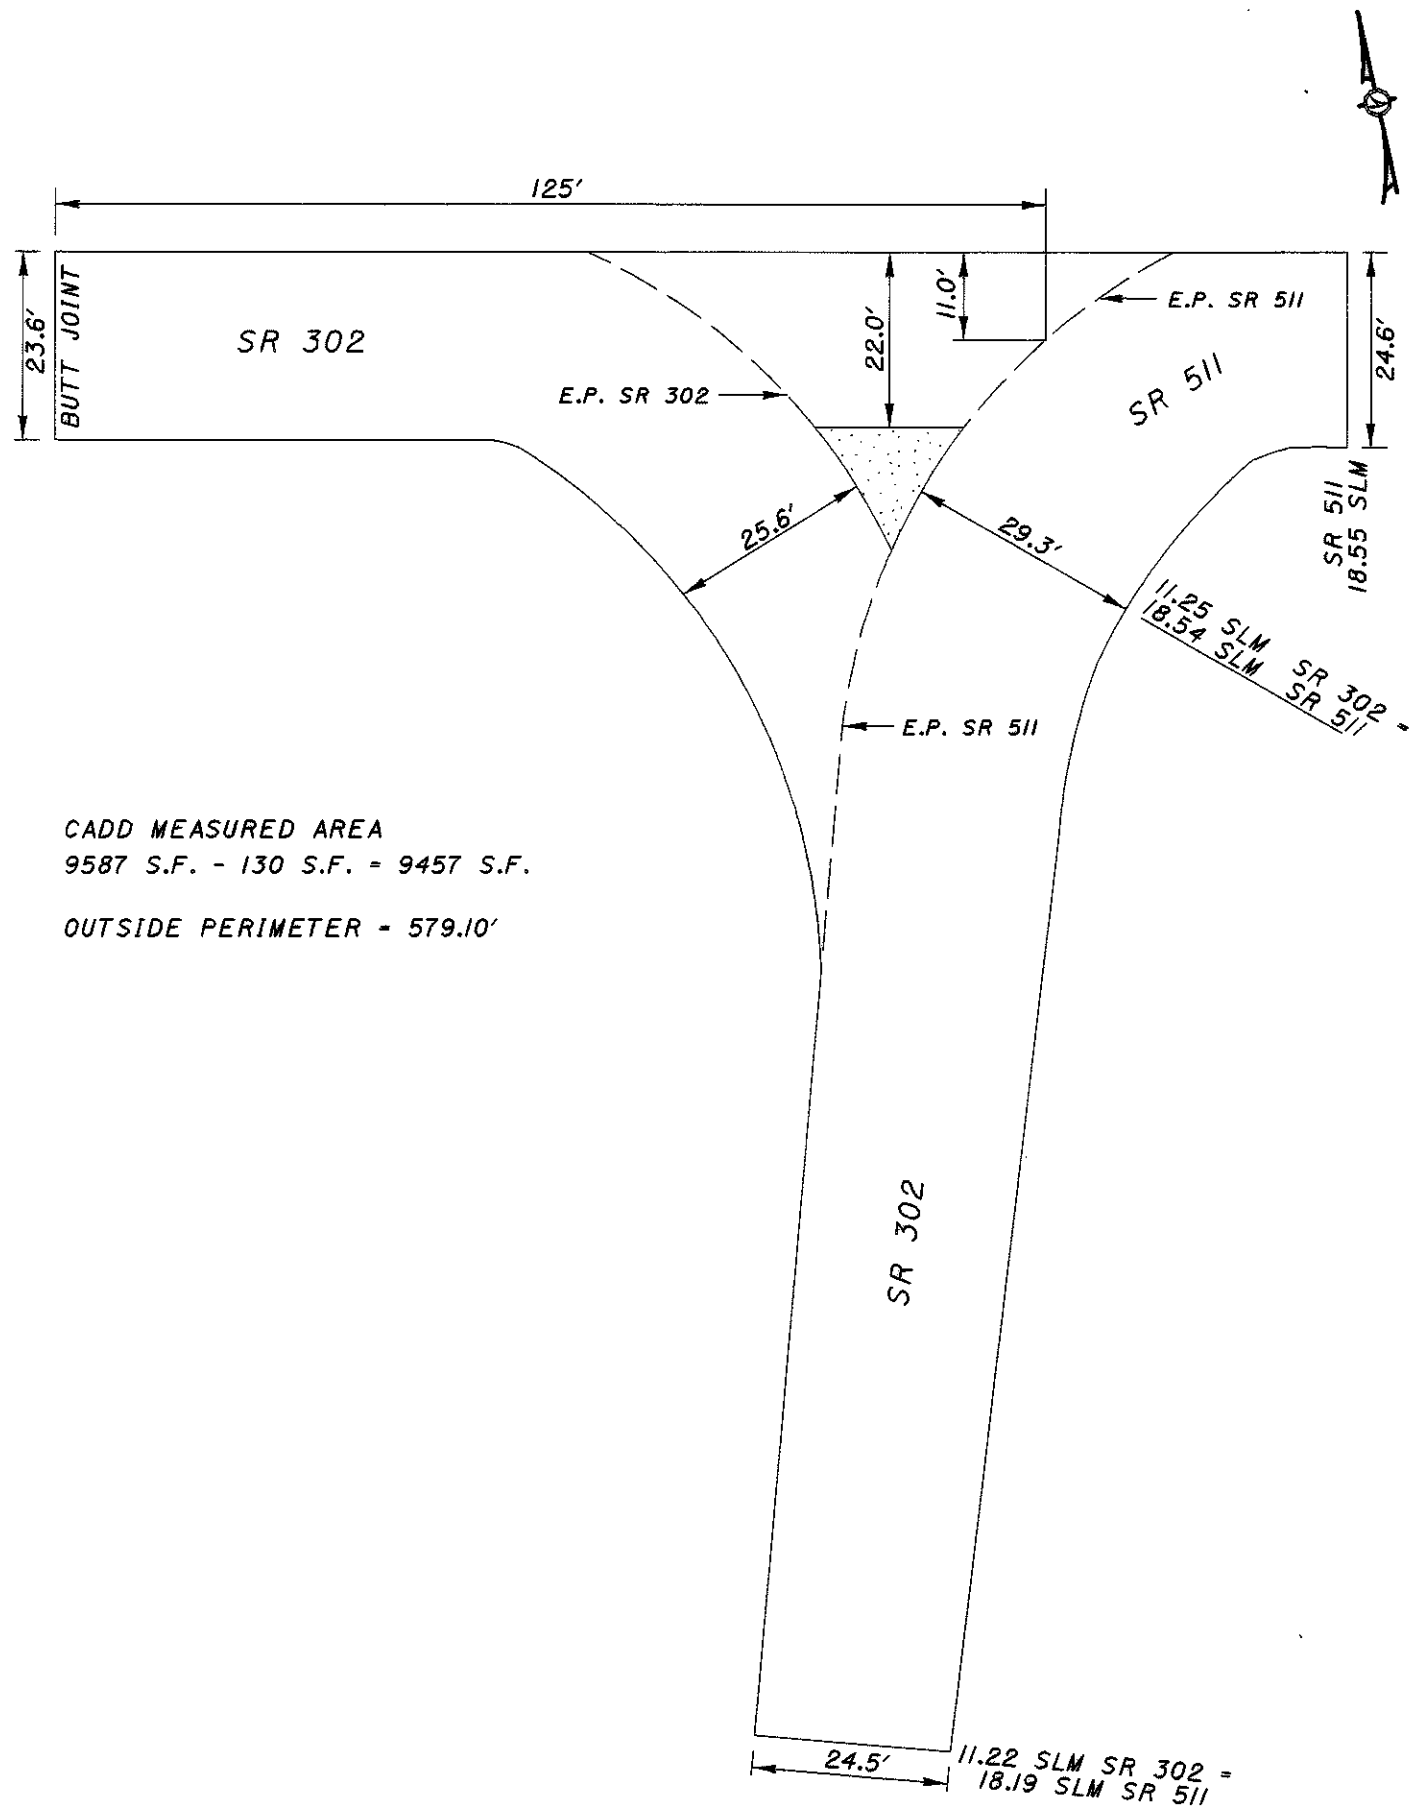 125'
23.6'
BUTT JOINT
SR 302
22.0'
11.0'
E.P. SR 511
24.6'
E.P. SR 302
SR 511
25.6'
29.3'
SR 511
18.55 SLM
11.25 SLM SR 302 =
18.54 SLM SR 511
E.P. SR 511
CADD MEASURED AREA
9587 S.F. - 130 S.F. = 9457 S.F.
OUTSIDE PERIMETER = 579.10'
SR 302
24.5'
11.22 SLM SR 302 =
18.19 SLM SR 511